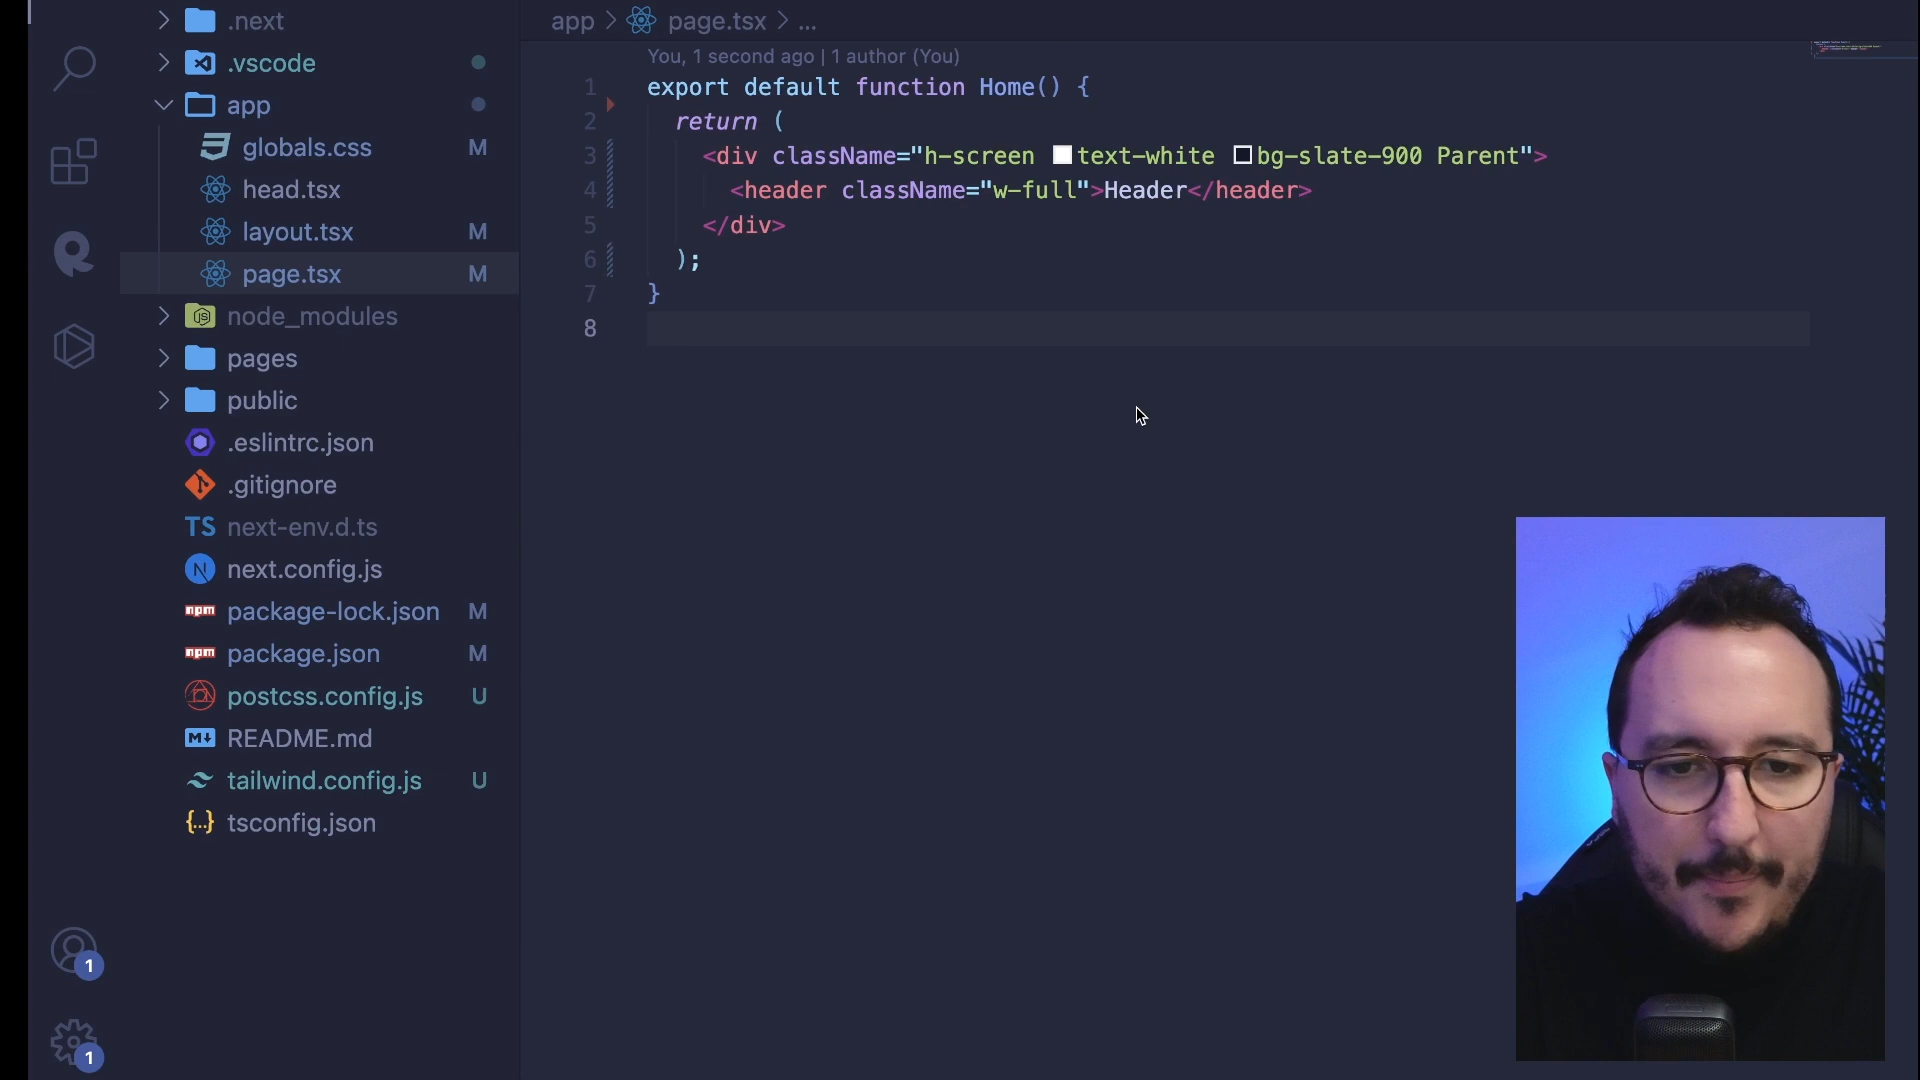 .next
.vscode
app
globals.css M
head.tsx
layout.tsx M
page.tsx M
node_modules
pages
public
.eslintrc.json
.gitignore
TS next-env.d.ts
N next.config.js
npm package-lock.json M
npm package.json M
postcss.config.js U
M README.md
tailwind.config.js U
{...} tsconfig.json
1
1
app > page.tsx > ...
You, 1 second ago | 1 author (You)
1 export default function Home() {
2 return (
3 <div className="h-screen text-white bg-slate-900 Parent">
4 <header className="w-full">Header</header>
5 </div>
6 );
7 }
8